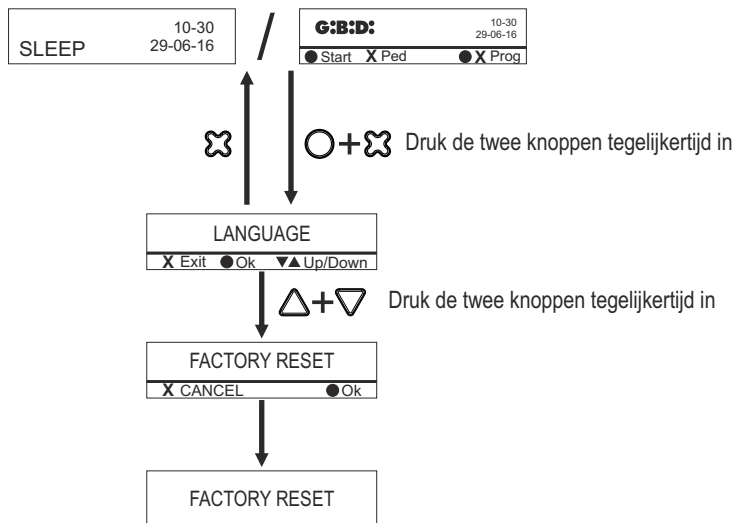 SLEEP 10-30 29-06-16
/
G:B:D: 10-30 29-06-16
● Start X Ped ● X Prog
Druk de twee knoppen tegelijkertijd in
LANGUAGE
X Exit ● Ok ▼▲ Up/Down
Druk de twee knoppen tegelijkertijd in
FACTORY RESET
X CANCEL ● Ok
FACTORY RESET